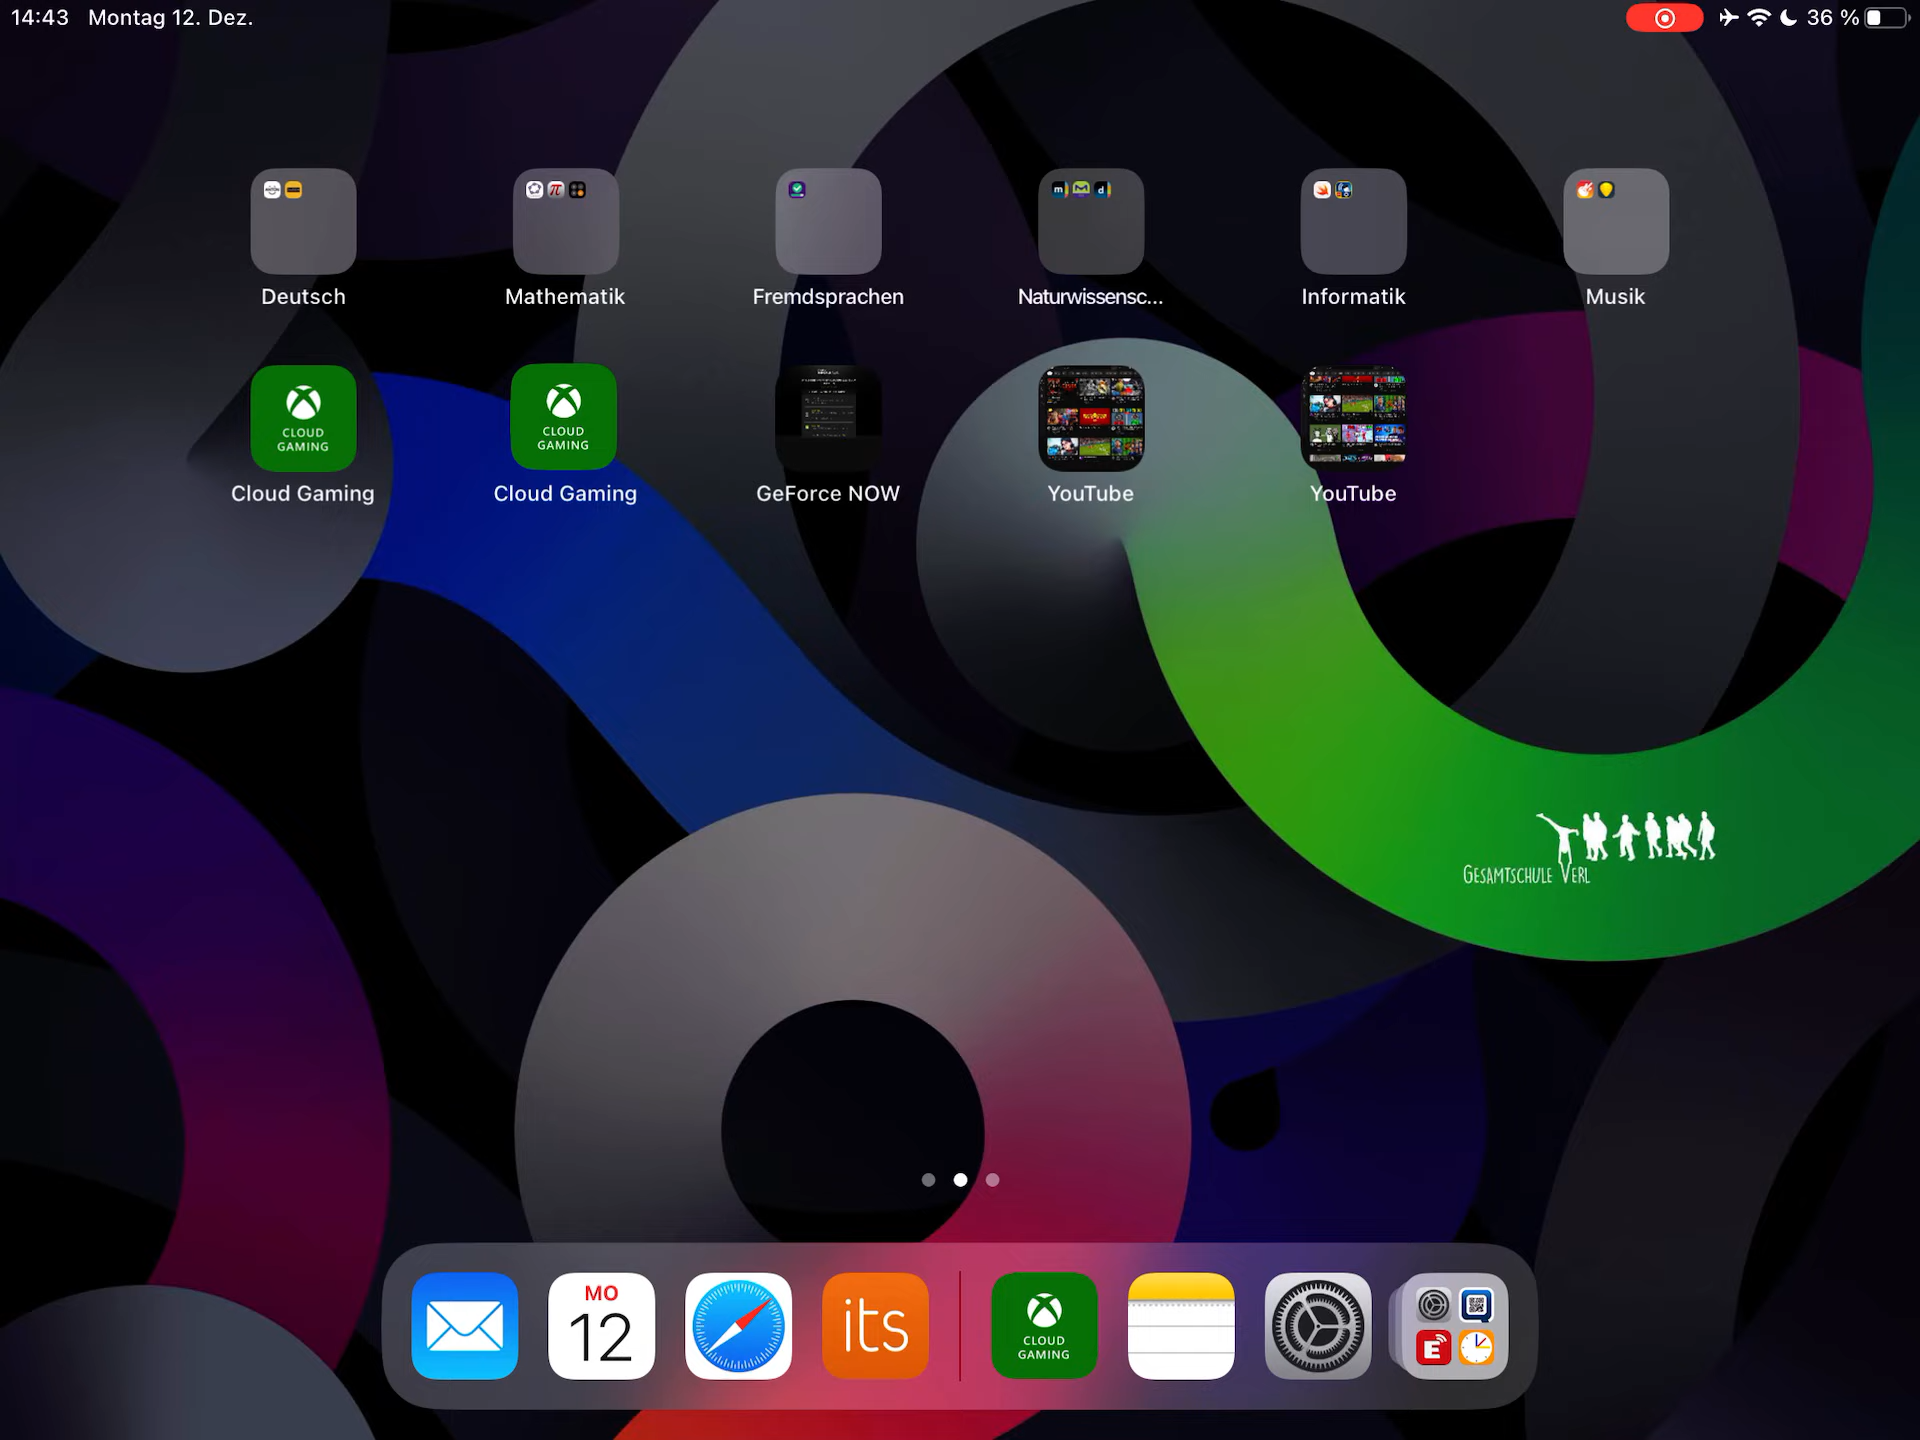 14:43 Montag 12. Dez.
36 %
Deutsch
Mathematik
Fremdsprachen
Naturwissensc...
Informatik
Musik
CLOUD
GAMING
CLOUD
GAMING
Cloud Gaming
Cloud Gaming
GeForce NOW
YouTube
YouTube
GESAMTSCHULE VERL
MO
12
its
CLOUD
GAMING
E